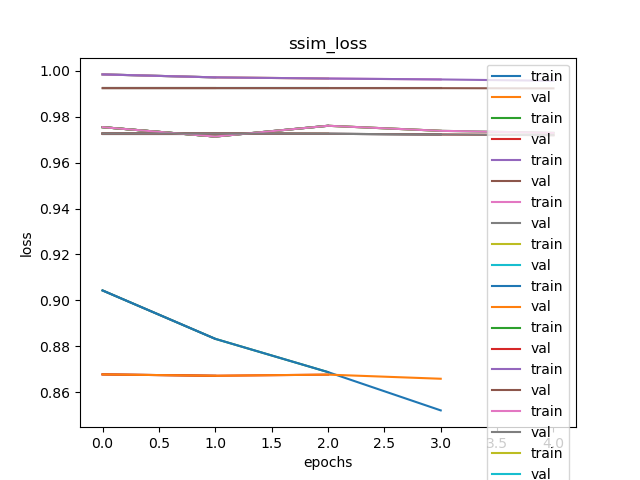 ssim_loss
loss
1.00
0.98
0.96
0.94
0.92
0.90
0.88
0.86
0.0 0.5 1.0 1.5 2.0 2.5 3.0 3.5 4.0
epochs
train
val
train
val
train
val
train
val
train
val
train
val
train
val
train
val
train
val
train
val